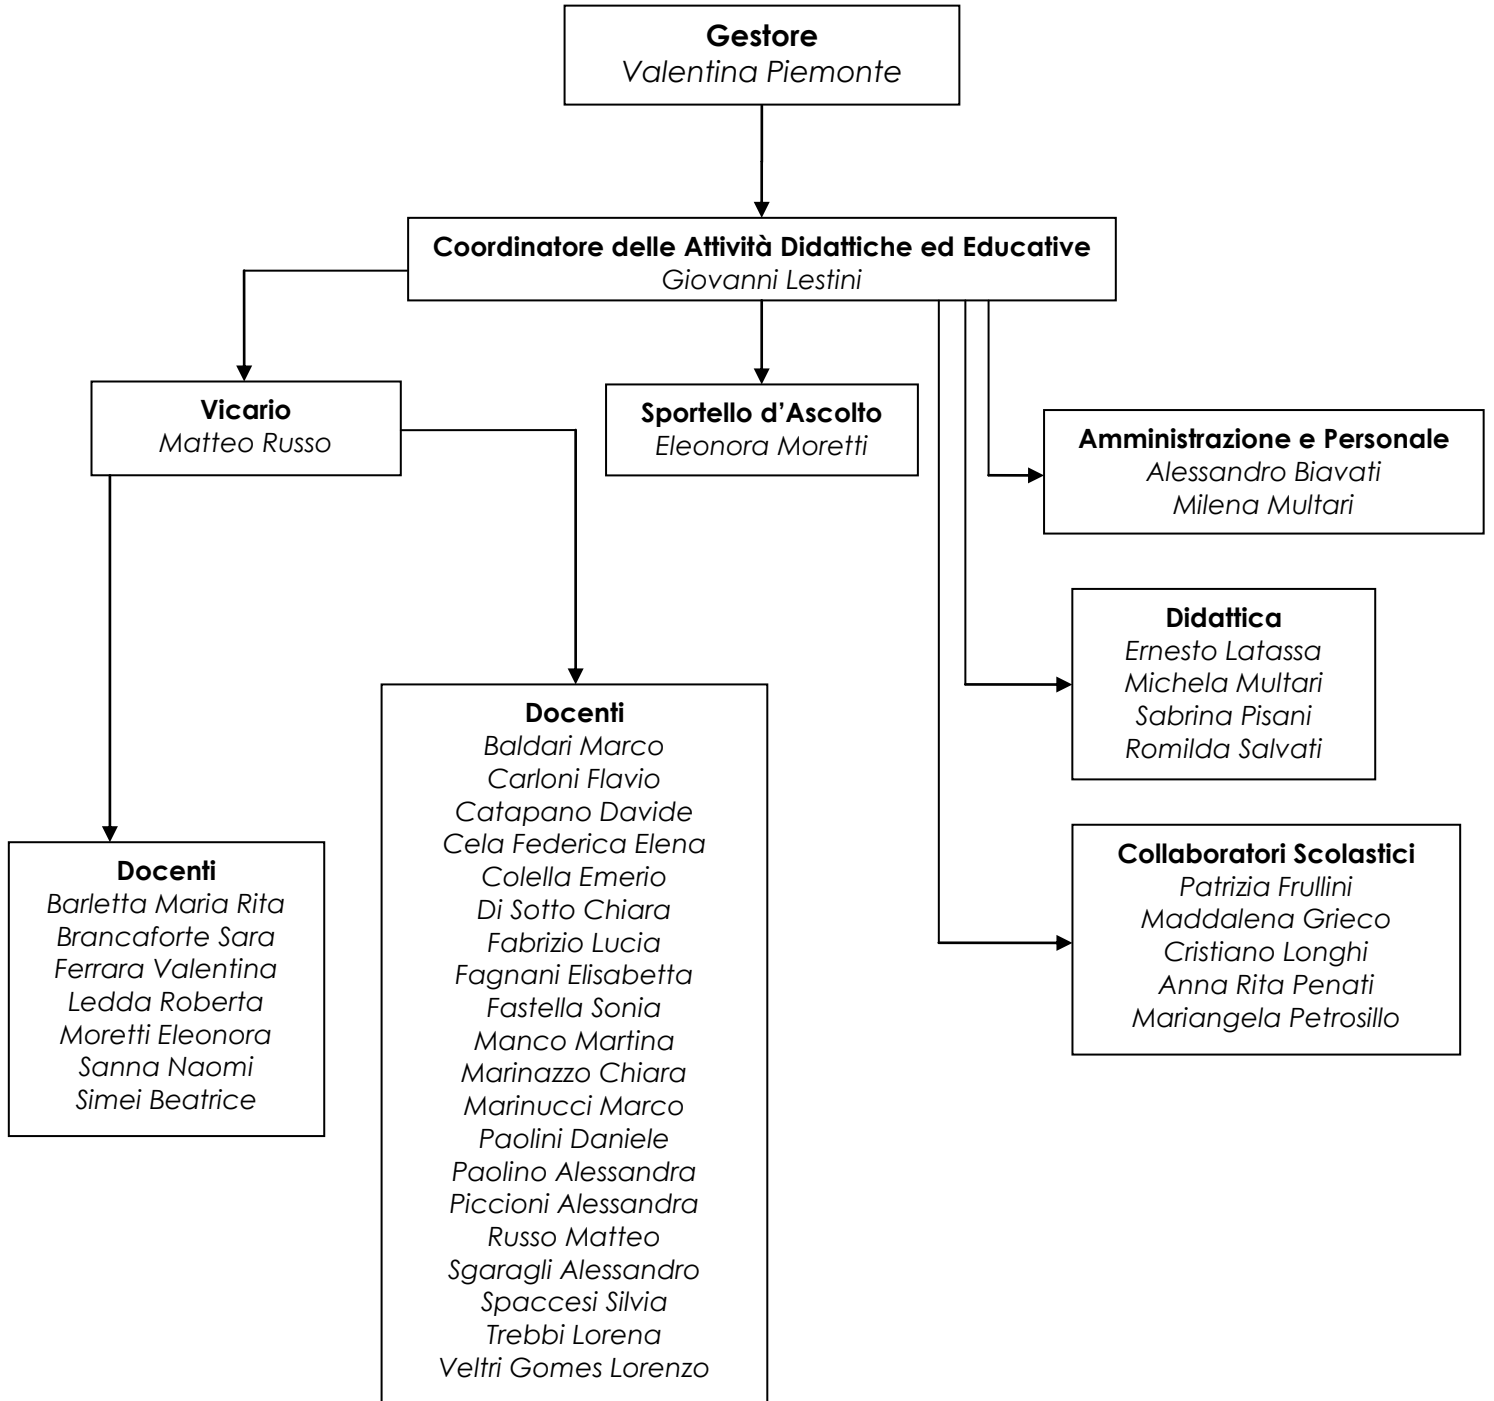 Gestore
Valentina Piemonte
Coordinatore delle Attività Didattiche ed Educative
Giovanni Lestini
Vicario
Matteo Russo
Sportello d’Ascolto
Eleonora Moretti
Amministrazione e Personale
Alessandro Biavati
Milena Multari
Didattica
Ernesto Latassa
Michela Multari
Sabrina Pisani
Romilda Salvati
Docenti
Baldari Marco
Carloni Flavio
Catapano Davide
Cela Federica Elena
Colella Emerio
Di Sotto Chiara
Fabrizio Lucia
Fagnani Elisabetta
Fastella Sonia
Manco Martina
Marinazzo Chiara
Marinucci Marco
Paolini Daniele
Paolino Alessandra
Piccioni Alessandra
Russo Matteo
Sgaragli Alessandro
Spaccesi Silvia
Trebbi Lorena
Veltri Gomes Lorenzo
Docenti
Barletta Maria Rita
Brancaforte Sara
Ferrara Valentina
Ledda Roberta
Moretti Eleonora
Sanna Naomi
Simei Beatrice
Collaboratori Scolastici
Patrizia Frullini
Maddalena Grieco
Cristiano Longhi
Anna Rita Penati
Mariangela Petrosillo